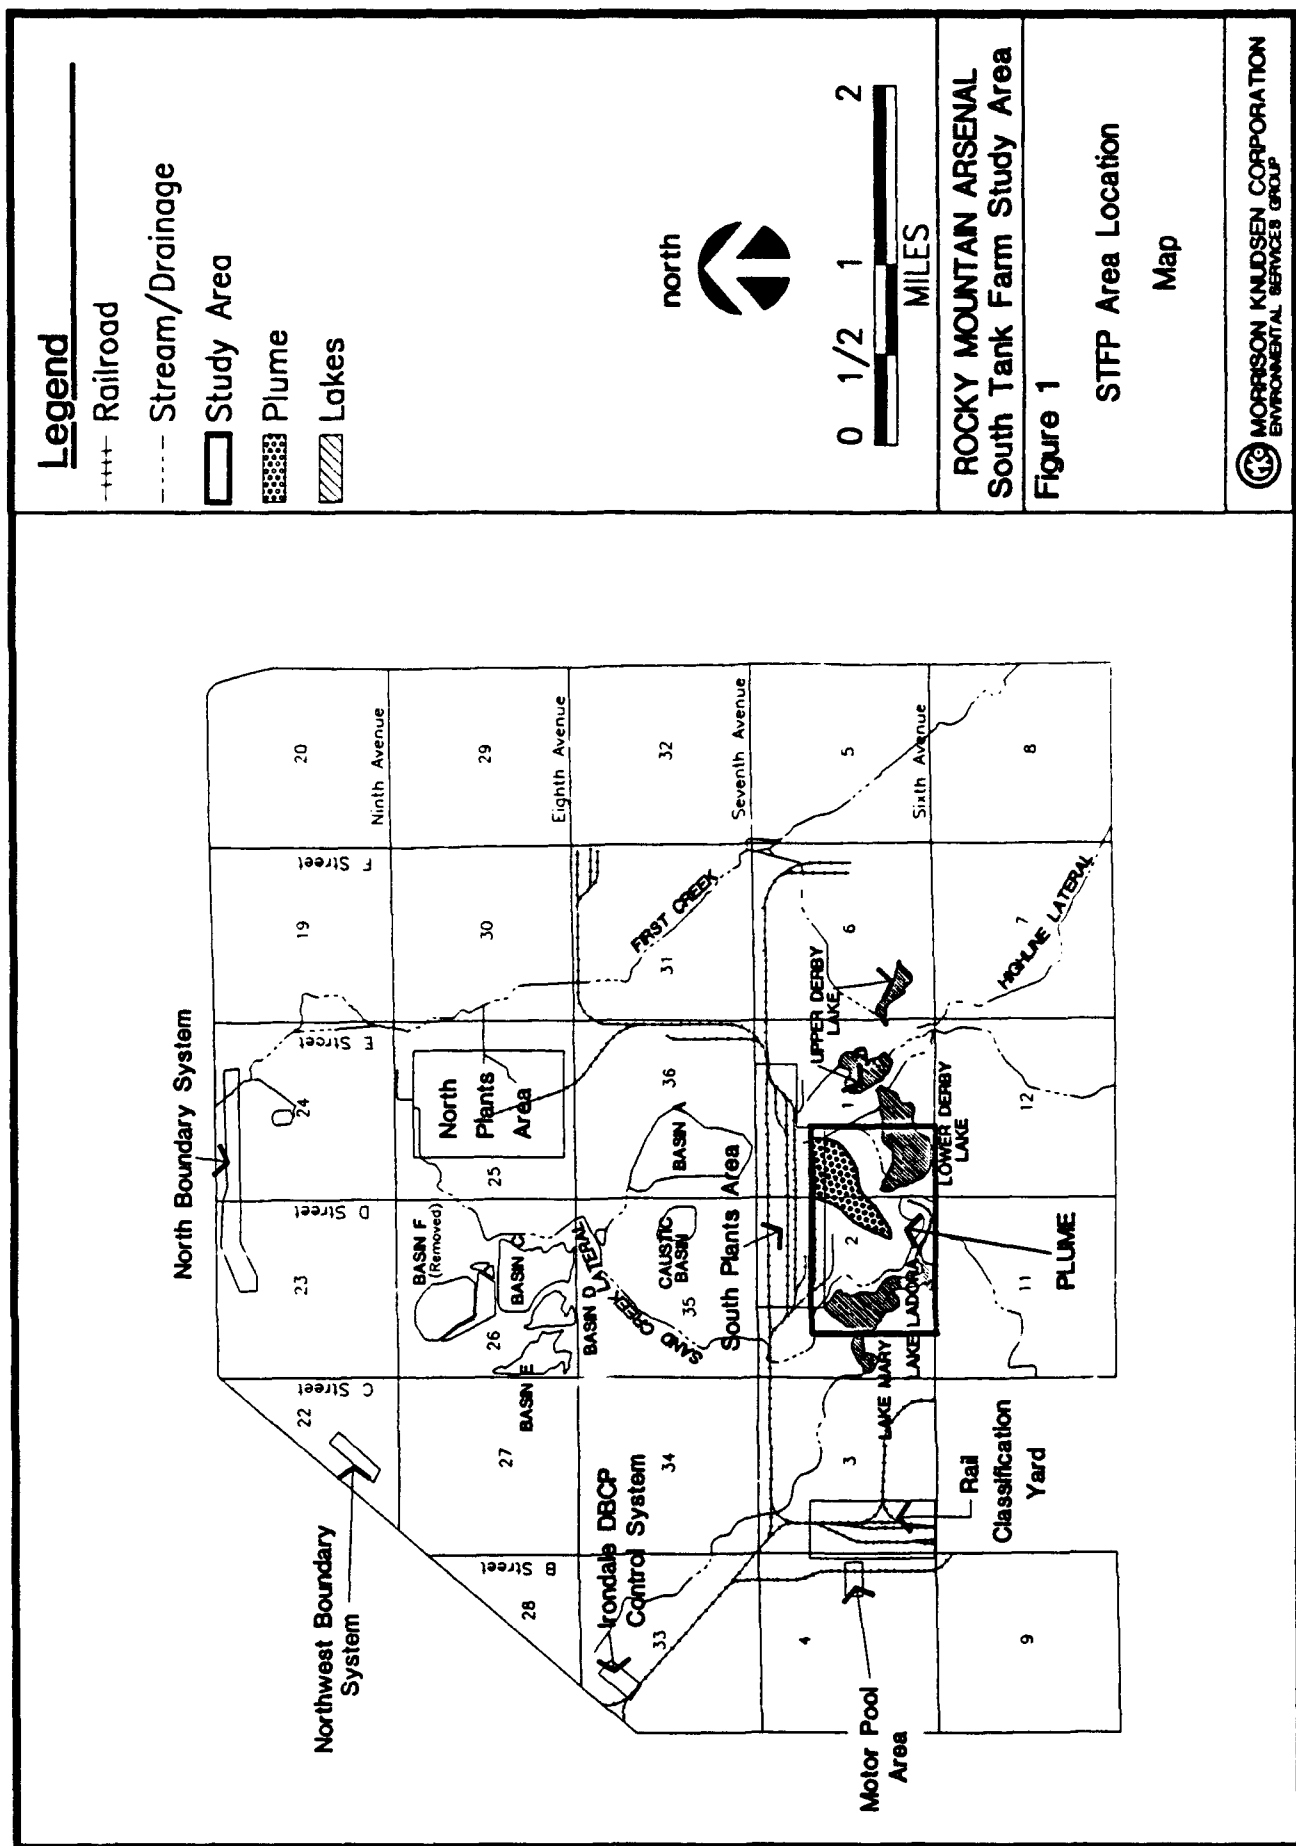 Legend
Railroad
Stream/Drainage
Study Area
Plume
Lakes
north
0 1/2 1 2
MILES
ROCKY MOUNTAIN ARSENAL
South Tank Farm Study Area
Figure 1
STFP Area Location
Map
MORRISON KNUDSEN CORPORATION
ENVIRONMENTAL SERVICES GROUP
North Boundary System
Northwest Boundary
System
22
23
24
19
20
C Street
D Street
E Street
F Street
Ninth Avenue
BASIN F
(Removed)
North
Plants
Area
27
26
25
30
29
BASIN C
BASIN E
28
B Street
Eighth Avenue
BASIN D
SAND CREEK LATERAL
Irondale DBCP
Control System
33
34
35
CAUSTIC
BASIN
BASIN A
36
31
32
FIRST CREEK
South Plants Area
Seventh Avenue
UPPER DERBY
LAKE
4
3
2
1
6
5
LAKE MARY
LAKE LADORA
LOWER DERBY
LAKE
Sixth Avenue
Motor Pool
Area
Rail
Classification
Yard
PLUME
9
11
12
7
8
HIGHLINE LATERAL